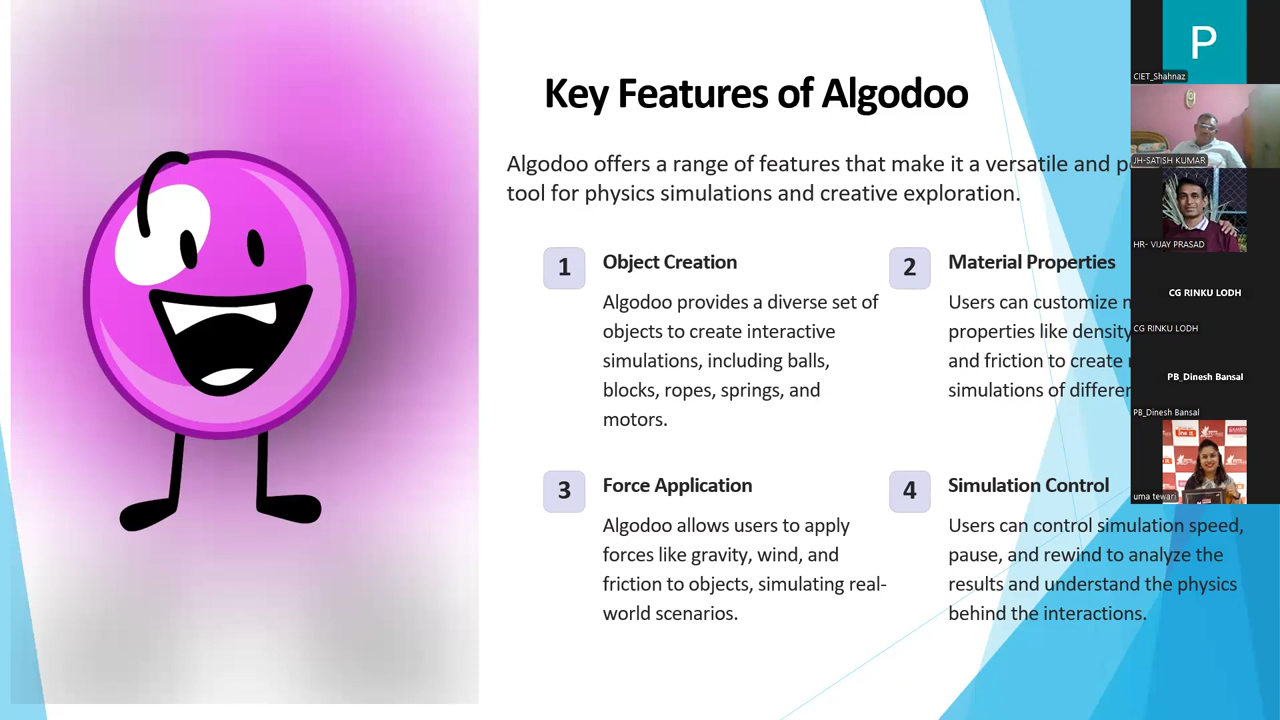 Key Features of Algodoo
Algodoo offers a range of features that make it a versatile and
tool for physics simulations and creative exploration.
1
Object Creation
Algodoo provides a diverse set of
objects to create interactive
simulations, including balls,
blocks, ropes, springs, and
motors.
2
Material Properties
Users can customize
properties like density
and friction to create
simulations of
3
Force Application
Algodoo allows users to apply
forces like gravity, wind, and
friction to objects, simulating real-
world scenarios.
4
Simulation Control
Users can control simulation speed,
pause, and rewind to analyze the
results and understand the physics
behind the interactions.
P
CIET_Shahnaz
JH-SATISH KUMAR
HR- VIJAY PRASAD
CG RINKU LODH
CG RINKU LODH
PB_Dinesh Bansal
PB_Dinesh Bansal
uma tewari